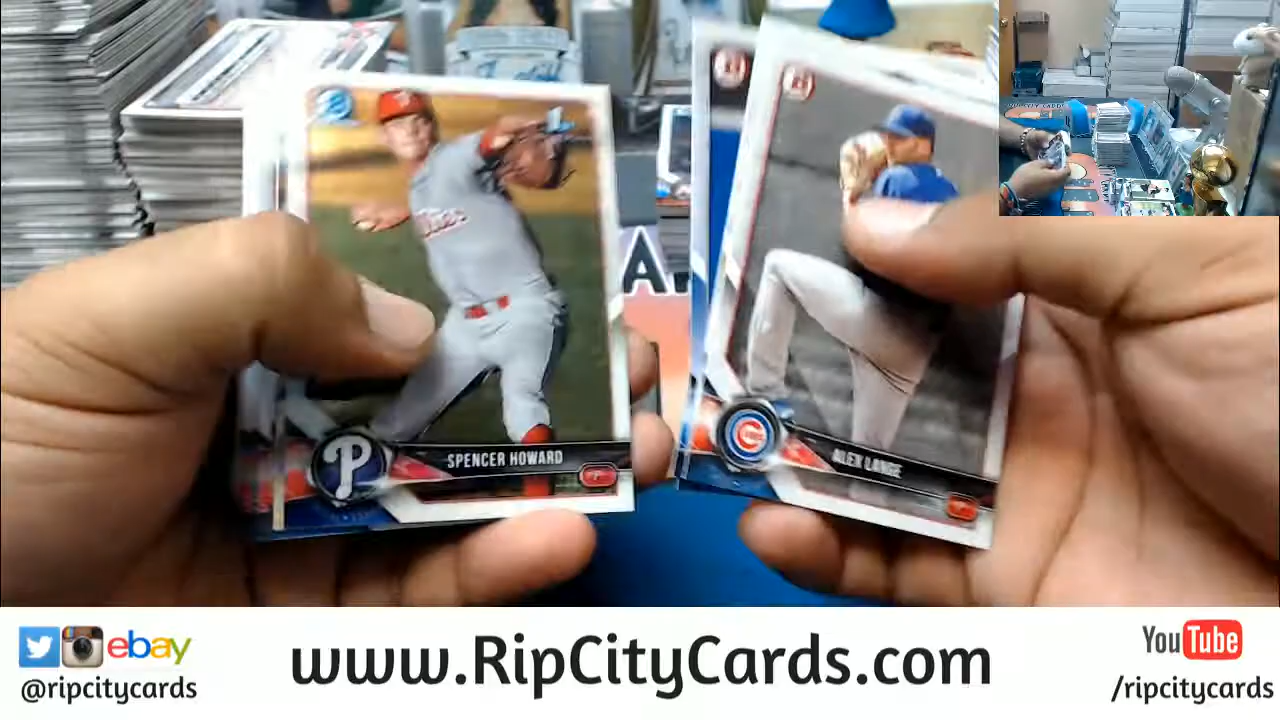 SPENCER HOWARD
P
ALEX LANGE
ebay
@ripcitycards
www.RipCityCards.com
YouTube
/ripcitycards